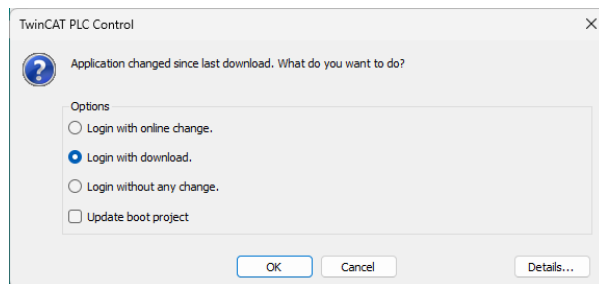 TwinCAT PLC Control
Application changed since last download. What do you want to do?
Options
Login with online change.
Login with download.
Login without any change.
Update boot project
OK Cancel Details...